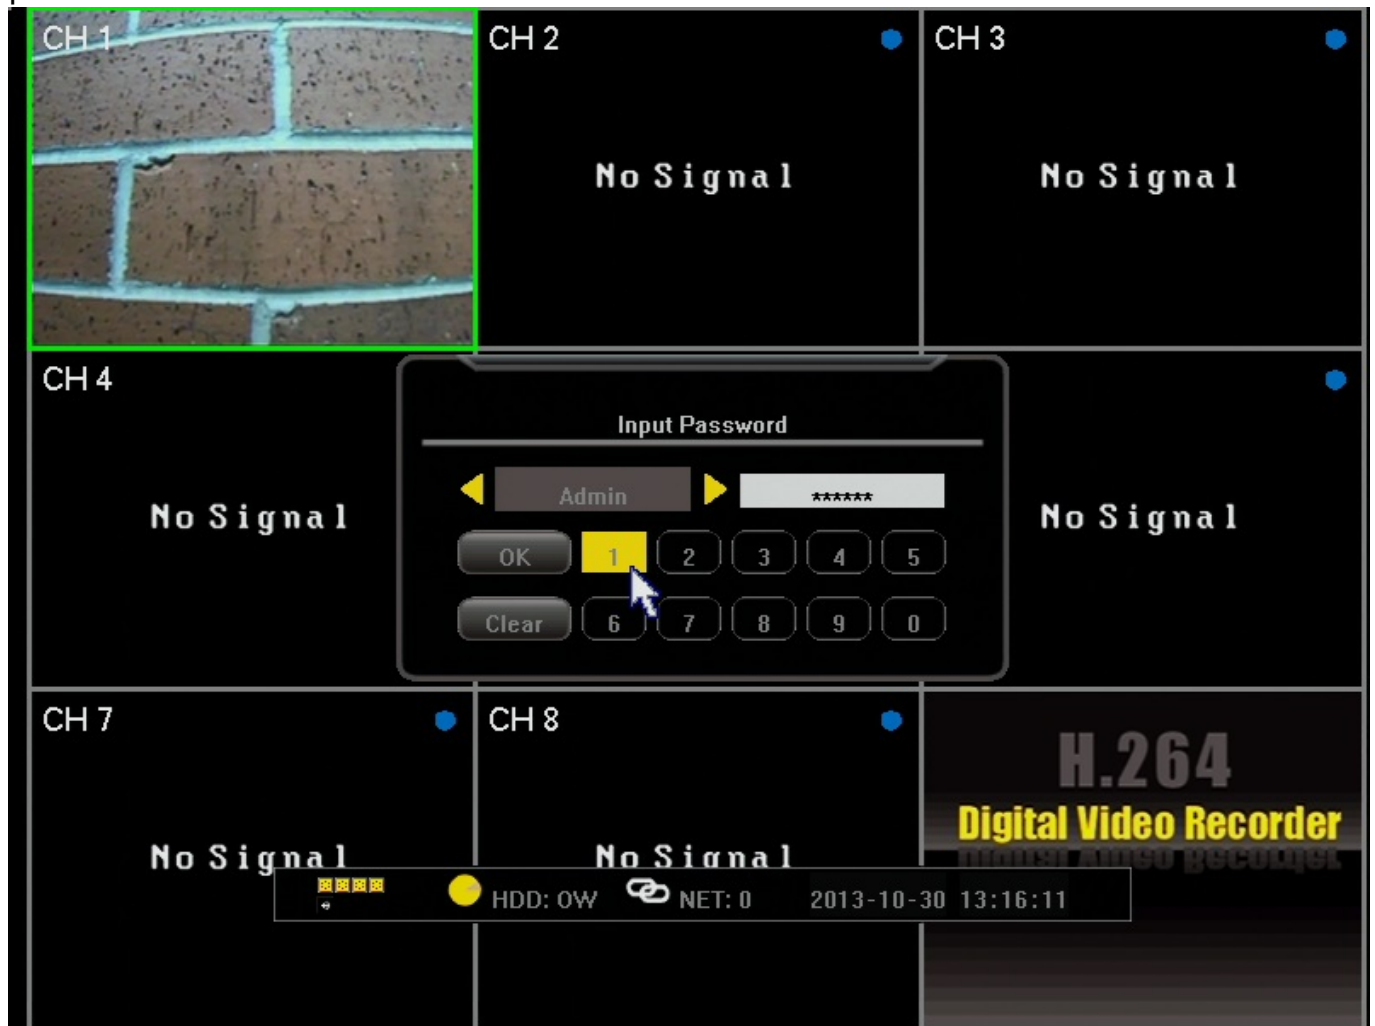 CH 1
CH 2
CH 3
No Signal
No Signal
CH 4
Input Password
Admin
******
No Signal
No Signal
OK
1
2
3
4
5
Clear
6
7
8
9
0
CH 7
CH 8
H.264
Digital Video Recorder
No Signal
No Signal
HDD: OW
NET: 0
2013-10-30 13:16:11